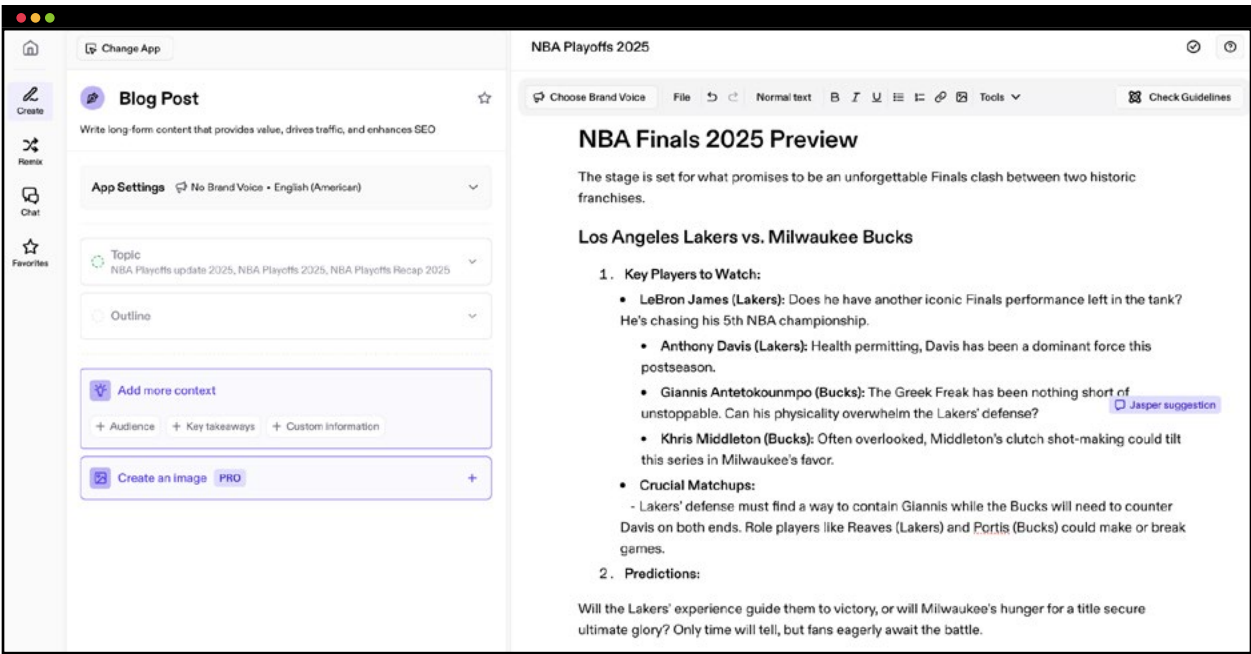 Change App
Create
Remix
Chat
Favorites
Blog Post
Write long-form content that provides value, drives traffic, and enhances SEO
App Settings No Brand Voice • English (American)
Topic
NBA Playoffs update 2025, NBA Playoffs 2025, NBA Playoffs Recap 2025
Outline
Add more context
+ Audience + Key takeaways + Custom information
Create an image PRO +
NBA Playoffs 2025
Choose Brand Voice File Normal text B I U Tools Check Guidelines
NBA Finals 2025 Preview
The stage is set for what promises to be an unforgettable Finals clash between two historic
franchises.
Los Angeles Lakers vs. Milwaukee Bucks
1. Key Players to Watch:
• LeBron James (Lakers): Does he have another iconic Finals performance left in the tank?
He's chasing his 5th NBA championship.
• Anthony Davis (Lakers): Health permitting, Davis has been a dominant force this
postseason.
• Giannis Antetokounmpo (Bucks): The Greek Freak has been nothing short of
Jasper suggestion
unstoppable. Can his physicality overwhelm the Lakers' defense?
• Khris Middleton (Bucks): Often overlooked, Middleton's clutch shot-making could tilt
this series in Milwaukee's favor.
• Crucial Matchups:
- Lakers' defense must find a way to contain Giannis while the Bucks will need to counter
Davis on both ends. Role players like Reaves (Lakers) and Portis (Bucks) could make or break
games.
2. Predictions:
Will the Lakers' experience guide them to victory, or will Milwaukee's hunger for a title secure
ultimate glory? Only time will tell, but fans eagerly await the battle.